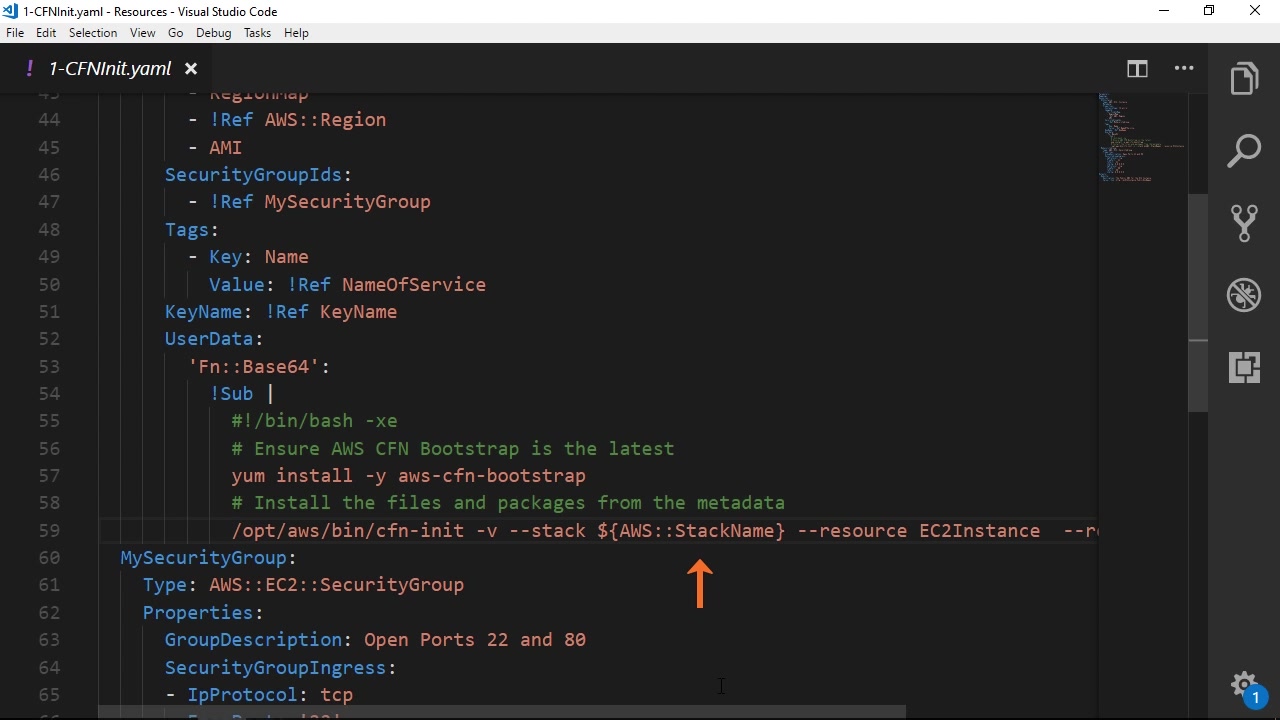 1-CFNInit.yaml - Resources - Visual Studio Code
File Edit Selection View Go Debug Tasks Help
! 1-CFNInit.yaml
43 - RegionMap
44 - !Ref AWS::Region
45 - AMI
46 SecurityGroupIds:
47 - !Ref MySecurityGroup
48 Tags:
49 - Key: Name
50 Value: !Ref NameOfService
51 KeyName: !Ref KeyName
52 UserData:
53 'Fn::Base64':
54 !Sub |
55 #!/bin/bash -xe
56 # Ensure AWS CFN Bootstrap is the latest
57 yum install -y aws-cfn-bootstrap
58 # Install the files and packages from the metadata
59 /opt/aws/bin/cfn-init -v --stack ${AWS::StackName} --resource EC2Instance --r
60 MySecurityGroup:
61 Type: AWS::EC2::SecurityGroup
62 Properties:
63 GroupDescription: Open Ports 22 and 80
64 SecurityGroupIngress:
65 - IpProtocol: tcp
66 FromPort: '22'
1